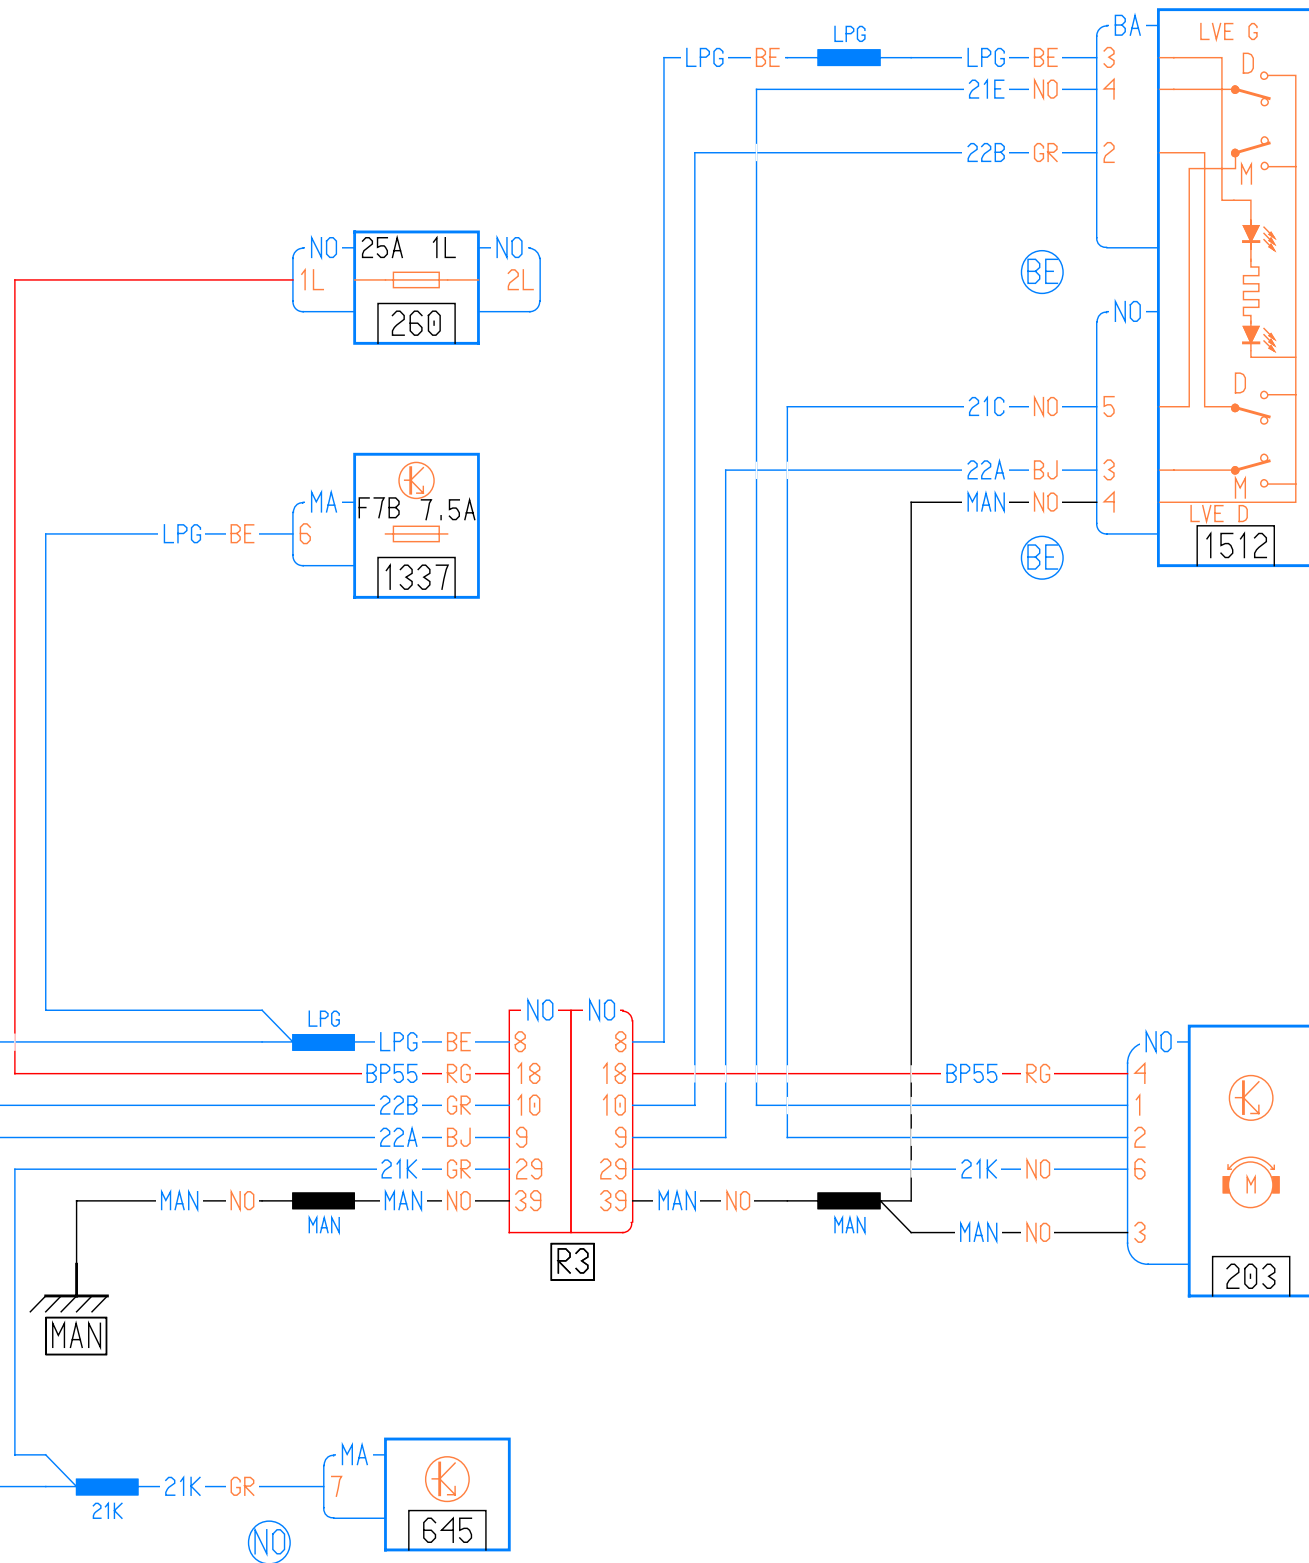 LPG
BA
LVE G
LPG BE LPG BE 3 D
21E NO 4
22B GR 2
M
NO 25A 1L NO
1L 2L
260
BE
NO
D
21C NO 5
22A BJ 3
M
MA F7B 7.5A
MAN NO 4
LVE D
LPG BE 6
1512
1337
BE
LPG
NO NO
LPG BE 8 8
NO
BP55 RG 18 18 BP55 RG 4
22B GR 10 10 1
22A BJ 9 9 2
21K GR 29 29 21K NO 6
M
MAN NO MAN NO 39 39 MAN NO
MAN MAN
MAN NO 3
R3
203
MAN
MA
21K GR 7
21K
645
NO